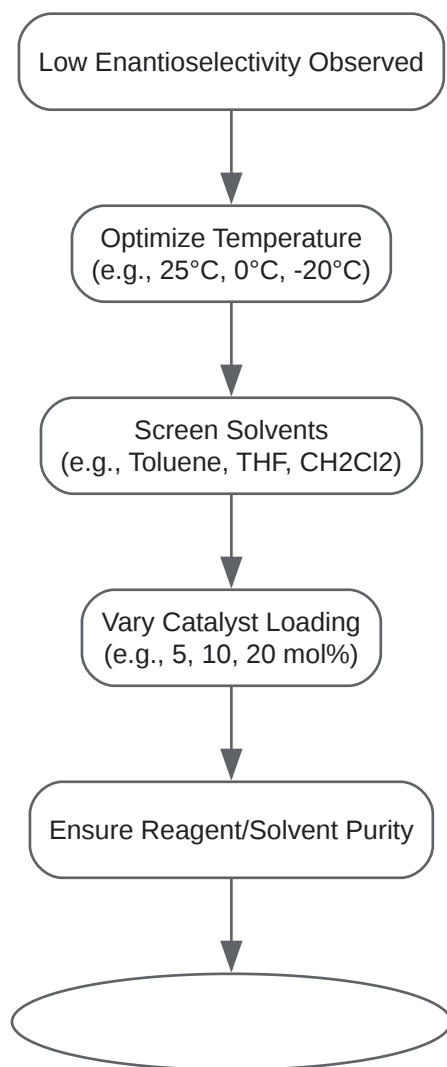 Low Enantioselectivity Observed
Optimize Temperature
(e.g., 25°C, 0°C, -20°C)
Screen Solvents
(e.g., Toluene, THF, CH2Cl2)
Vary Catalyst Loading
(e.g., 5, 10, 20 mol%)
Ensure Reagent/Solvent Purity